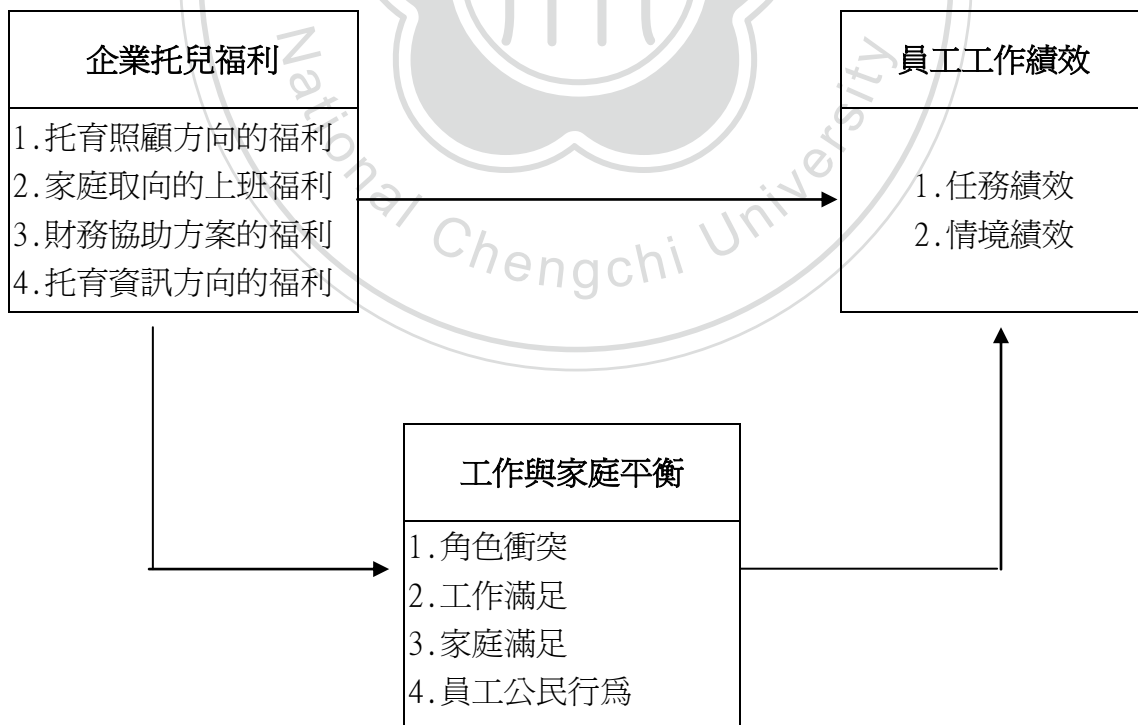 企業托兒福利
1.托育照顧方向的福利
2.家庭取向的上班福利
3.財務協助方案的福利
4.托育資訊方向的福利
員工工作績效
1.任務績效
2.情境績效
工作與家庭平衡
1.角色衝突
2.工作滿足
3.家庭滿足
4.員工公民行為
National Chengchi University